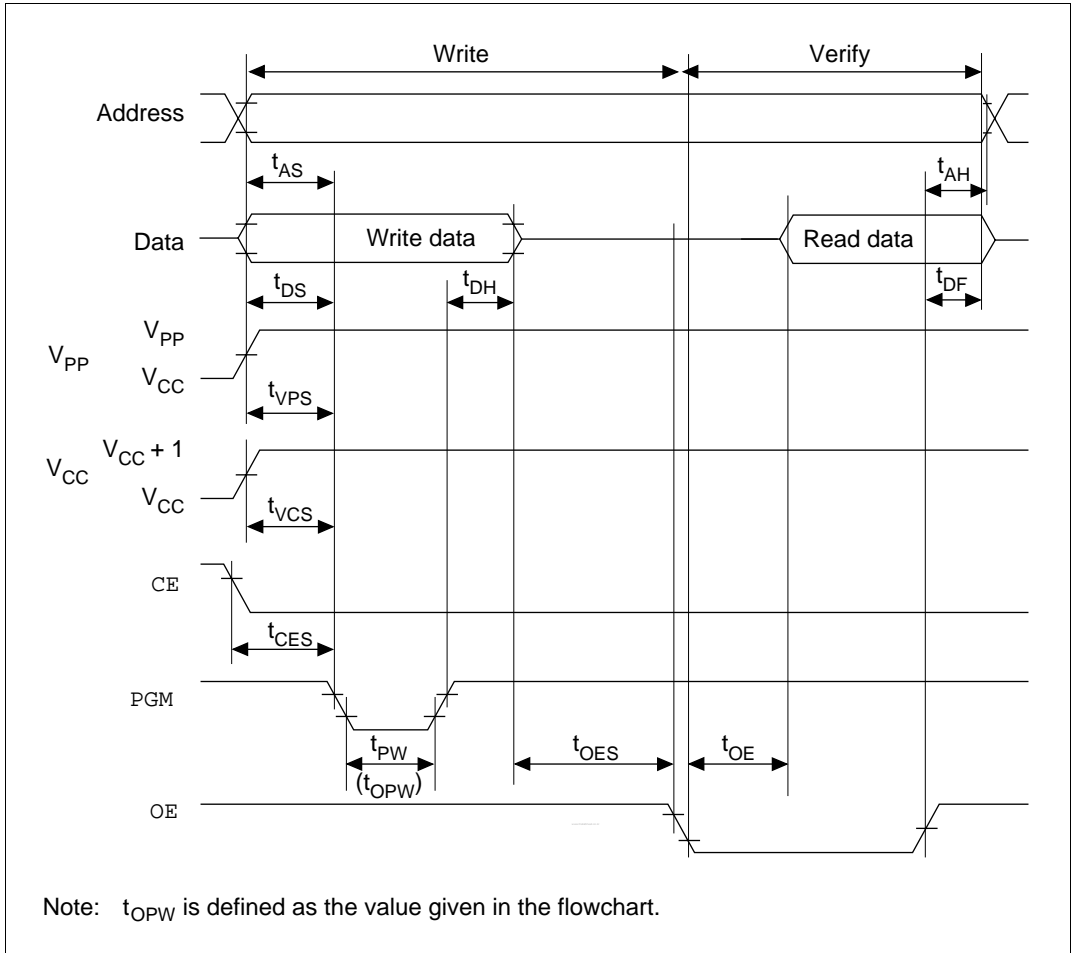 Write Verify
Address
tAS
tAH
Data Write data Read data
tDS
tDH
tDF
VPP
VPP
VCC
tVPS
VCC + 1
VCC
VCC
tVCS
CE
tCES
PGM
tPW
(tOPW)
tOES
tOE
OE
Note: tOPW is defined as the value given in the flowchart.